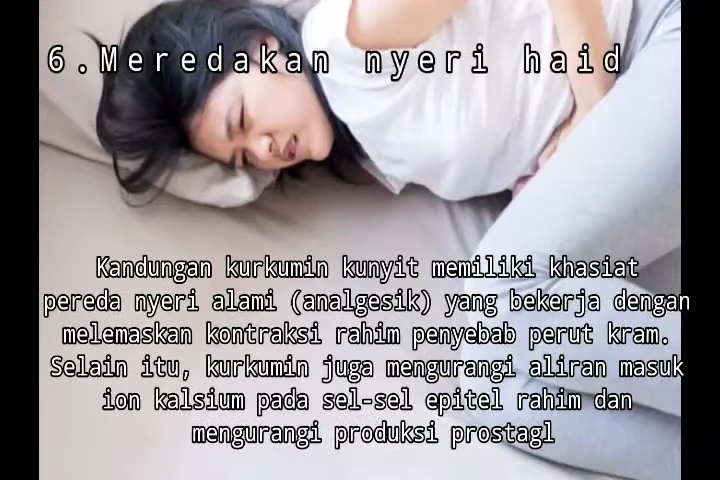 6.Meredakan nyeri haid
Kandungan kurkumin kunyit memiliki khasiat
pereda nyeri alami (analgesik) yang bekerja dengan
melemaskan kontraksi rahim penyebab perut kram.
Selain itu, kurkumin juga mengurangi aliran masuk
ion kalsium pada sel-sel epitel rahim dan
mengurangi produksi prostagl